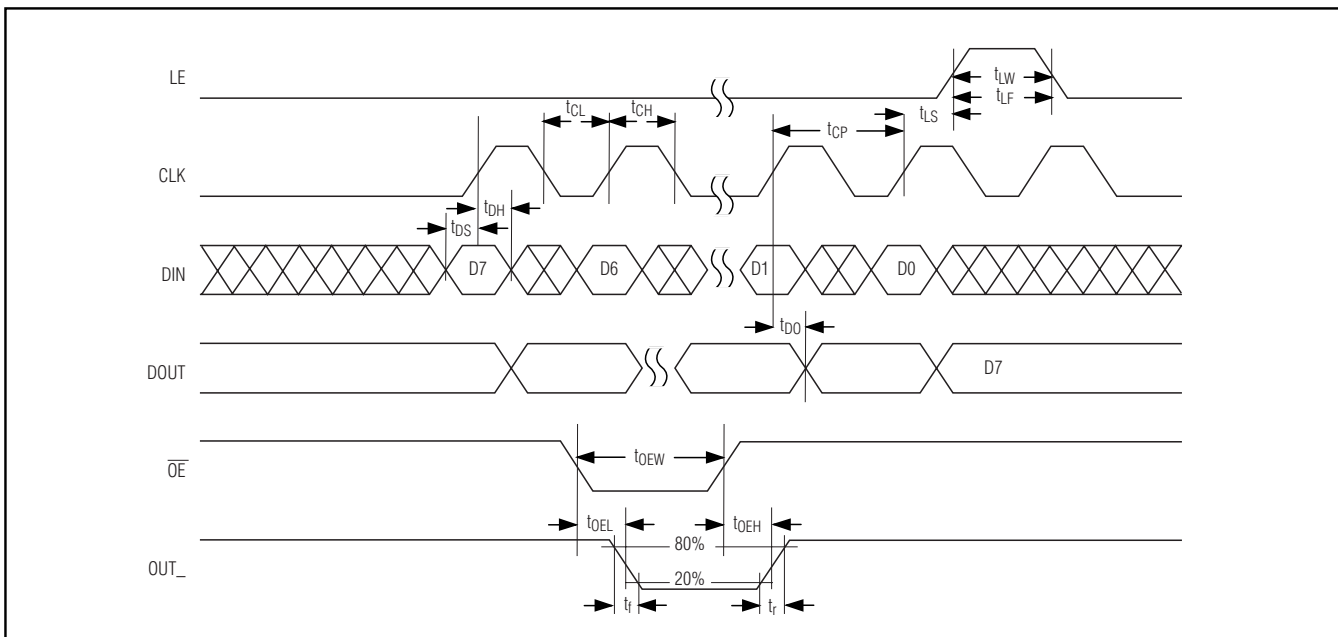 LE
tLW
tLF
tCL
tCH
tLS
tCP
CLK
tDH
tDS
DIN
D7
D6
D1
D0
tDO
DOUT
D7
OE
tOEW
tOEL
tOEH
80%
OUT_
20%
tf
tr